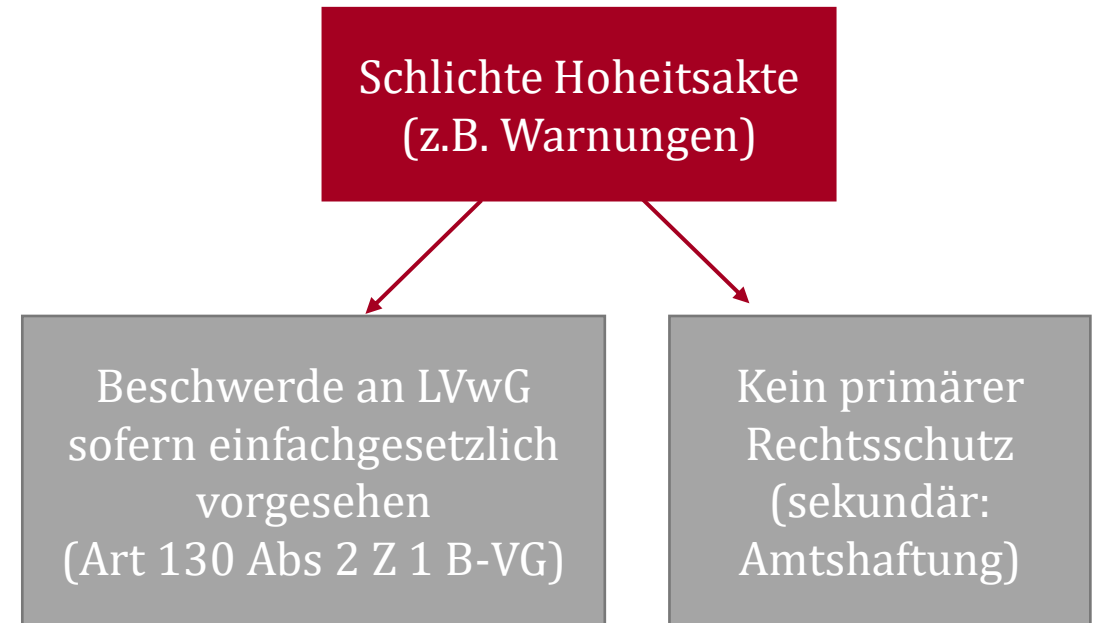 Schlichte Hoheitsakte
(z.B. Warnungen)
Beschwerde an LVwG
sofern einfachgesetzlich
vorgesehen
(Art 130 Abs 2 Z 1 B-VG)
Kein primärer
Rechtsschutz
(sekundär:
Amtshaftung)